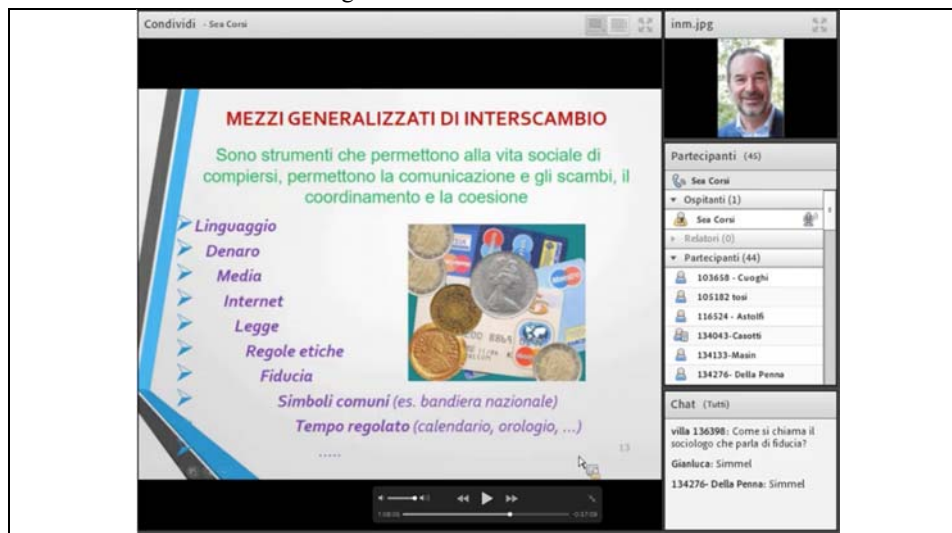 Condividi - Sea Corsi
MEZZI GENERALIZZATI DI INTERSCAMBIO
Sono strumenti che permettono alla vita sociale di
compiersi, permettono la comunicazione e gli scambi, il
coordinamento e la coesione
Linguaggio
Denaro
Media
Internet
Legge
Regole etiche
Fiducia
Simboli comuni (es. bandiera nazionale)
Tempo regolato (calendario, orologio, ...)
.....
13
inm.jpg
Partecipanti (45)
Sea Corsi
Ospitanti (1)
Sea Corsi
Relatori (0)
Partecipanti (44)
103658 - Cuoghi
105182 tosi
116524 - Astolfi
134043-Casotti
134133-Masin
134276- Della Penna
Chat (Tutti)
villa 136398: Come si chiama il
sociologo che parla di fiducia?
Gianluca: Simmel
134276- Della Penna: Simmel